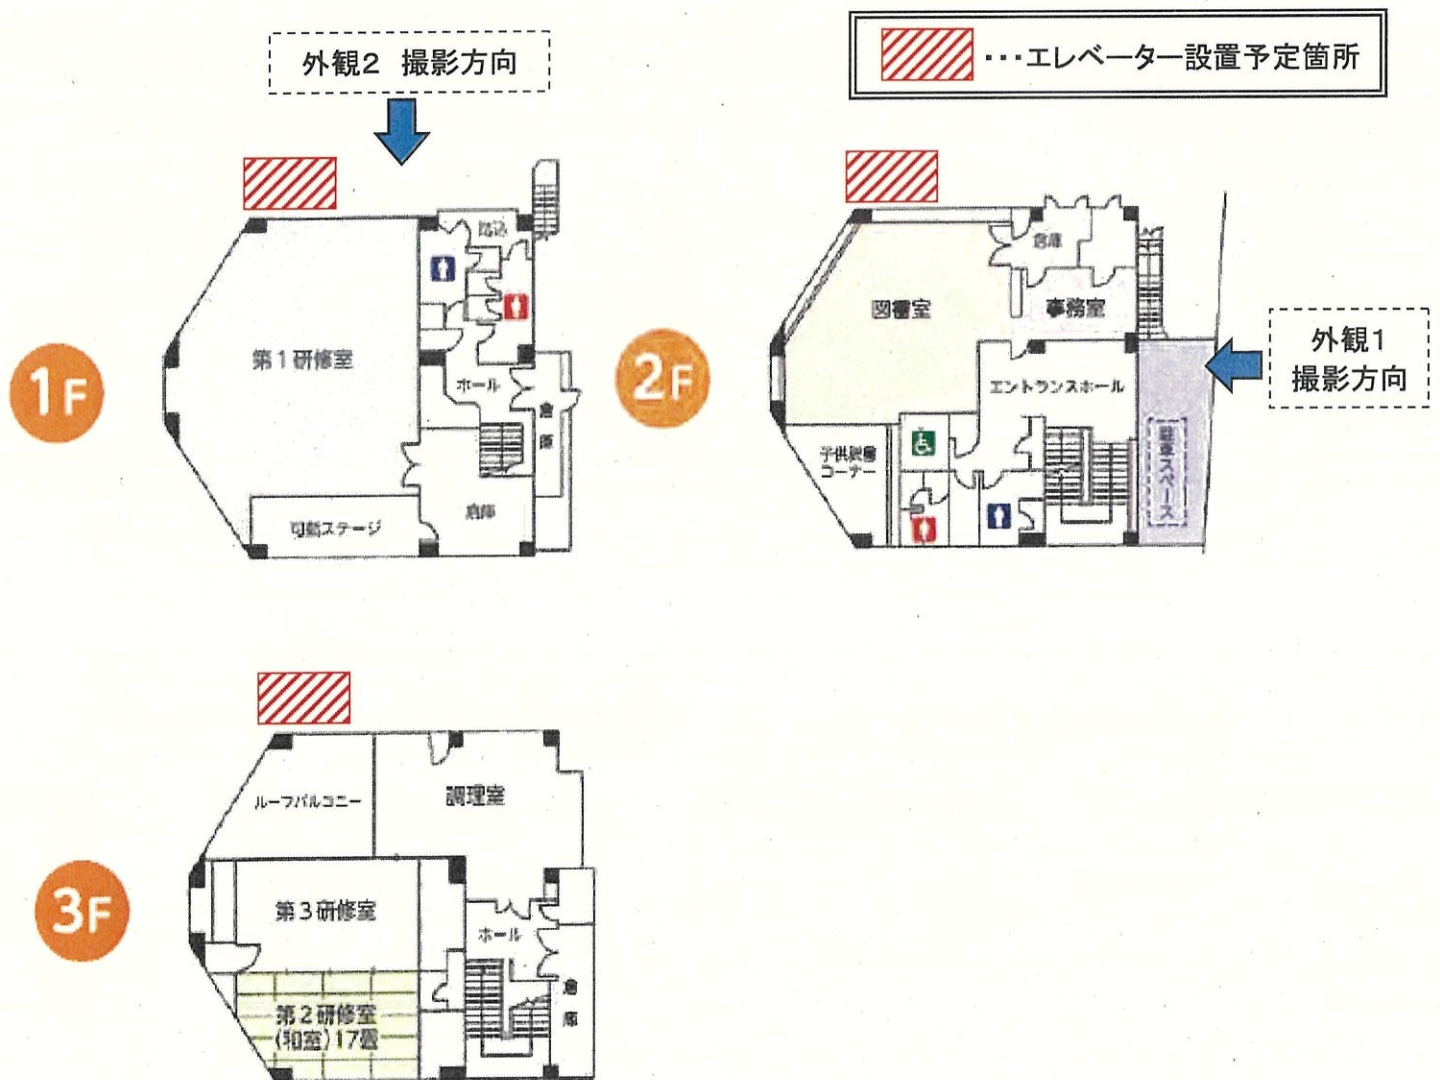 外観2 撮影方向
・・・エレベーター設置予定箇所
1F
第1研修室
ホール
倉庫
倉庫
可動ステージ
2F
図書室
倉庫
事務室
エントランスホール
子供読書
コーナー
駐車スペース
外観1
撮影方向
3F
ルーフバルコニー
調理室
第3研修室
ホール
倉庫
第2研修室
(和室)17畳